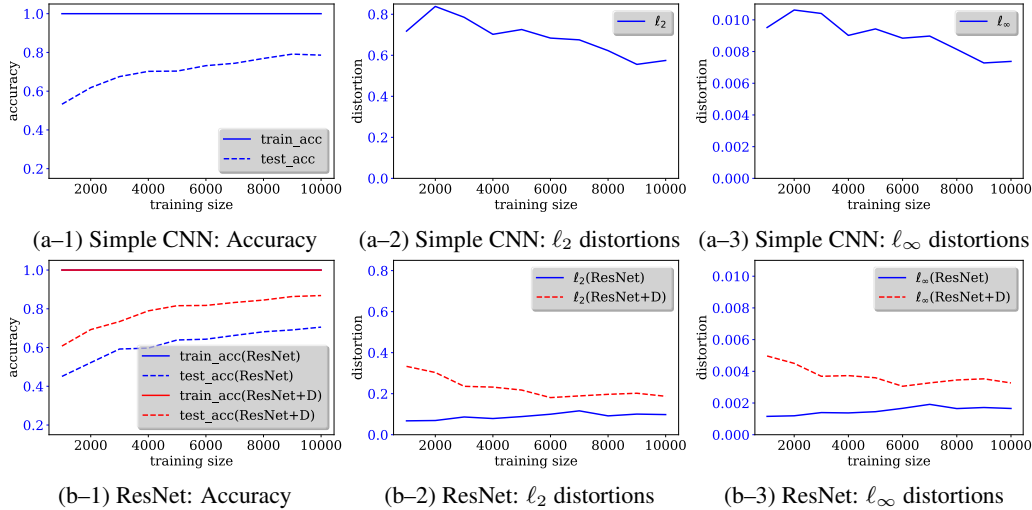 1.0
0.8
0.6
0.4
0.2
accuracy
train_acc
test_acc
2000 4000 6000 8000 10000
training size
(a–1) Simple CNN: Accuracy
0.8
0.6
0.4
0.2
0.0
distortion
ℓ₂
2000 4000 6000 8000 10000
training size
(a–2) Simple CNN: ℓ₂ distortions
0.010
0.008
0.006
0.004
0.002
0.000
distortion
ℓ∞
2000 4000 6000 8000 10000
training size
(a–3) Simple CNN: ℓ∞ distortions
1.0
0.8
0.6
0.4
0.2
accuracy
train_acc(ResNet)
test_acc(ResNet)
train_acc(ResNet+D)
test_acc(ResNet+D)
2000 4000 6000 8000 10000
training size
(b–1) ResNet: Accuracy
0.8
0.6
0.4
0.2
0.0
distortion
ℓ₂(ResNet)
ℓ₂(ResNet+D)
2000 4000 6000 8000 10000
training size
(b–2) ResNet: ℓ₂ distortions
0.010
0.008
0.006
0.004
0.002
0.000
distortion
ℓ∞(ResNet)
ℓ∞(ResNet+D)
2000 4000 6000 8000 10000
training size
(b–3) ResNet: ℓ∞ distortions